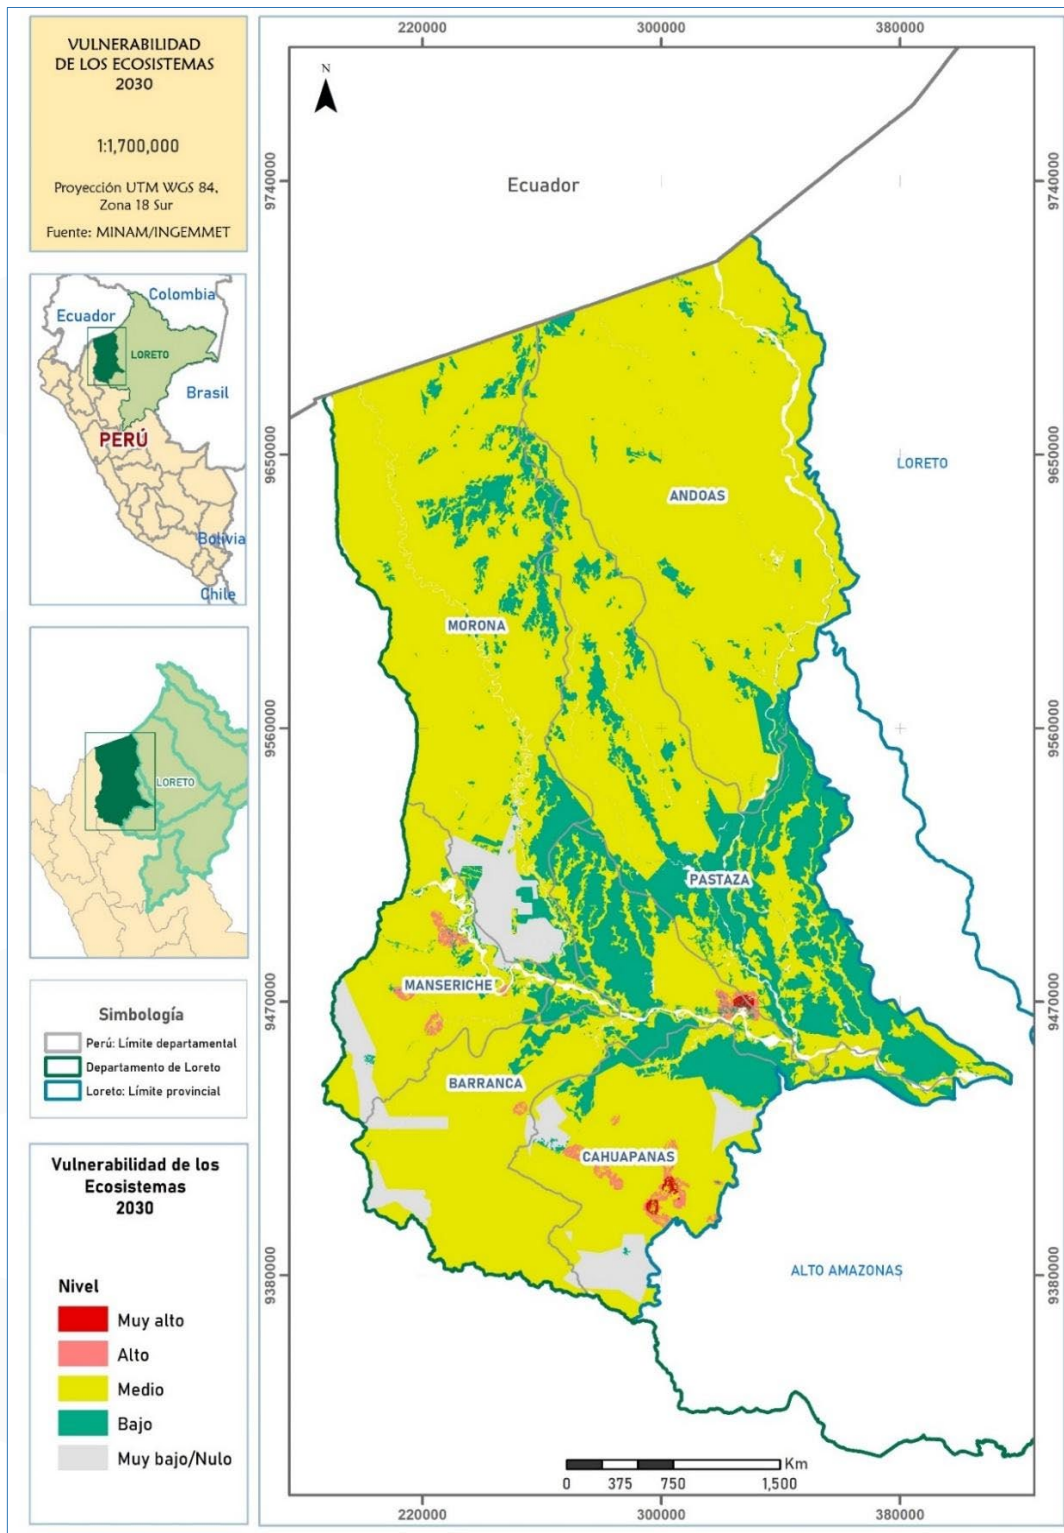 VULNERABILIDAD
DE LOS ECOSISTEMAS
2030
1:1,700,000
Proyección UTM WGS 84,
Zona 18 Sur
Fuente: MINAM/INGEMMET
Colombia
Ecuador
LORETO
Brasil
PERÚ
Bolivia
Chile
LORETO
Simbología
Perú: Límite departamental
Departamento de Loreto
Loreto: Límite provincial
Vulnerabilidad de los
Ecosistemas
2030
Nivel
Muy alto
Alto
Medio
Bajo
Muy bajo/Nulo
220000 300000 380000
N
Ecuador
9740000 9740000
9650000 9650000
LORETO
ANDOAS
MORONA
9560000 9560000
PASTAZA
MANSERICHE
9470000 9470000
BARRANCA
CAHUAPANAS
ALTO AMAZONAS
9380000 9380000
Km
0 375 750 1,500
220000 300000 380000